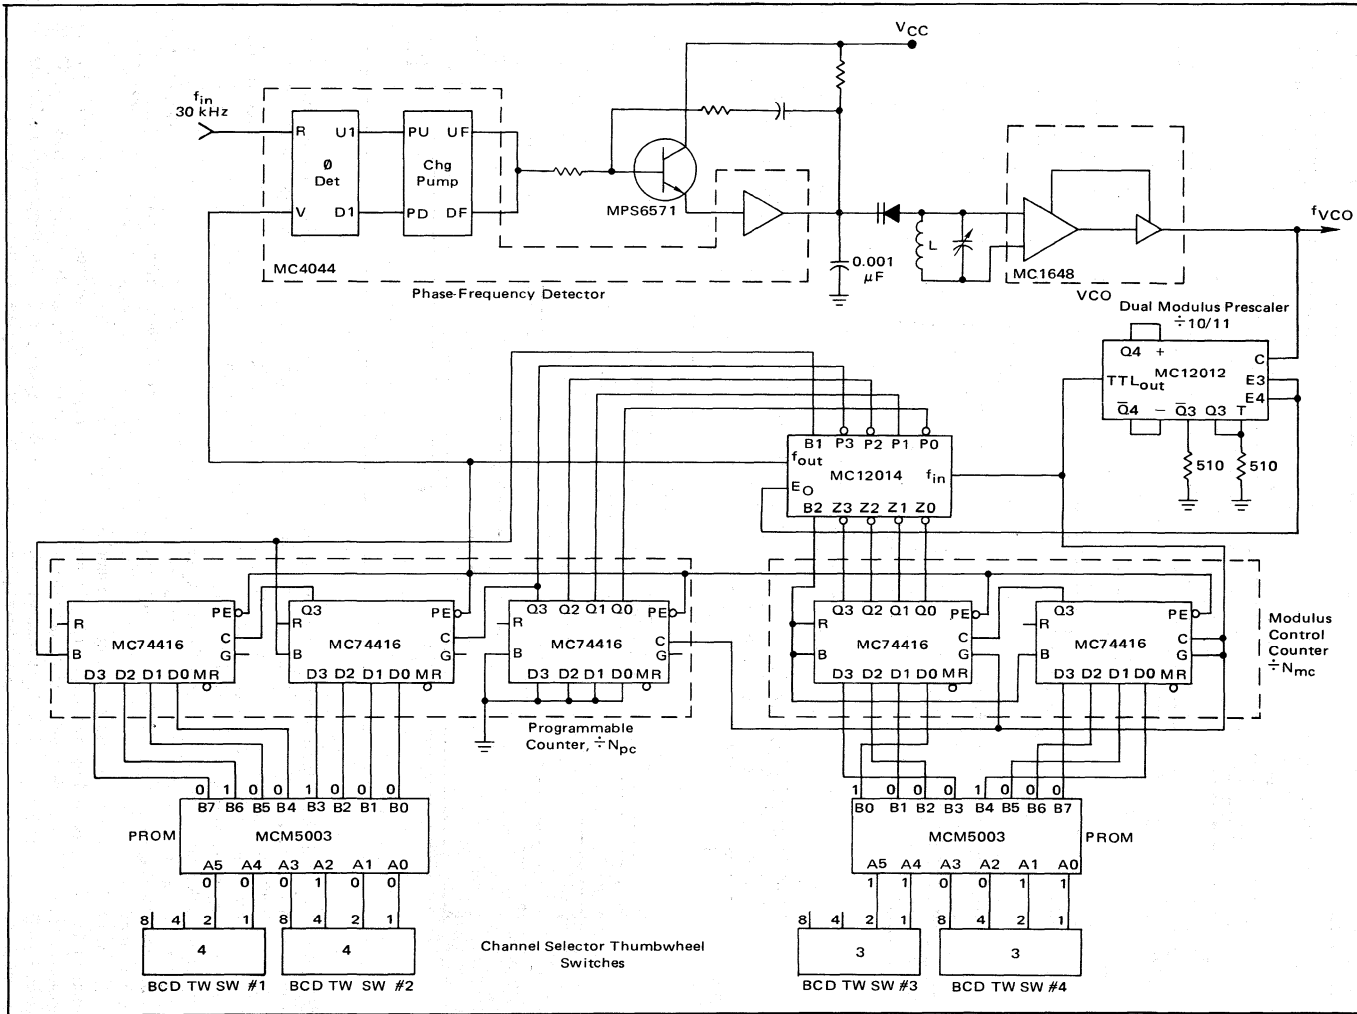 VCC
fin
30 kHz
R U1 PU UF
Ø
Det
Chg
Pump
V D1 PD DF
MC4044
MPS6571
Phase-Frequency Detector
0.001
µF
L
MC1648
VCO
fVCO
Dual Modulus Prescaler
÷10/11
Q4 + C
MC12012
TTLout E3
E4
Q̅4 − Q̅3 Q3 T
510 510
B1 P3 P2 P1 P0
fout
MC12014 fin
EO
B2 Z3 Z2 Z1 Z0
PE Q3 PE Q3 Q2 Q1 Q0 PE
R R
MC74416 C MC74416 C MC74416 C
B G B G B G
D3 D2 D1 D0 MR D3 D2 D1 D0 MR D3 D2 D1 D0 MR
Q3 Q2 Q1 Q0 PE Q3 PE
R R
MC74416 C MC74416 C
B G B G
D3 D2 D1 D0 MR D3 D2 D1 D0 MR
Modulus
Control
Counter
÷Nmc
Programmable
Counter, ÷Npc
0 1 0 0 0 0 0 0
B7 B6 B5 B4 B3 B2 B1 B0
PROM MCM5003
A5 A4 A3 A2 A1 A0
0 0 0 1 0 0
8 4 2 1 8 4 2 1
4 4
BCD TW SW #1 BCD TW SW #2
Channel Selector Thumbwheel
Switches
1 0 0 0 1 0 0 0
B0 B1 B2 B3 B4 B5 B6 B7
MCM5003 PROM
A5 A4 A3 A2 A1 A0
1 1 0 0 1 1
8 4 2 1 8 4 2 1
3 3
BCD TW SW #3 BCD TW SW #4